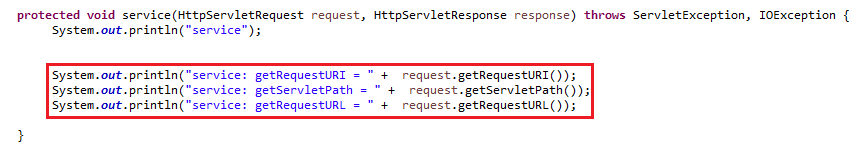 protected void service(HttpServletRequest request, HttpServletResponse response) throws ServletException, IOException {
System.out.println("service");
System.out.println("service: getRequestURI = " +  request.getRequestURI());
System.out.println("service: getServletPath = " +  request.getServletPath());
System.out.println("service: getRequestURL = " +  request.getRequestURL());
}